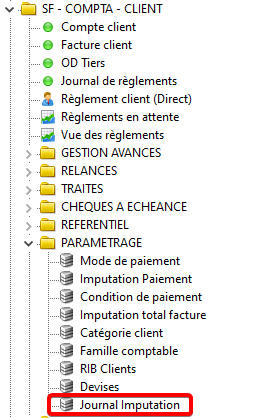 SF - COMPTA - CLIENT
Compte client
Facture client
OD Tiers
Journal de règlements
Règlement client (Direct)
Règlements en attente
Vue des règlements
GESTION AVANCES
RELANCES
TRAITES
CHEQUES A ECHEANCE
REFERENTIEL
PARAMETRAGE
Mode de paiement
Imputation Paiement
Condition de paiement
Imputation total facture
Catégorie client
Famille comptable
RIB Clients
Devises
Journal Imputation